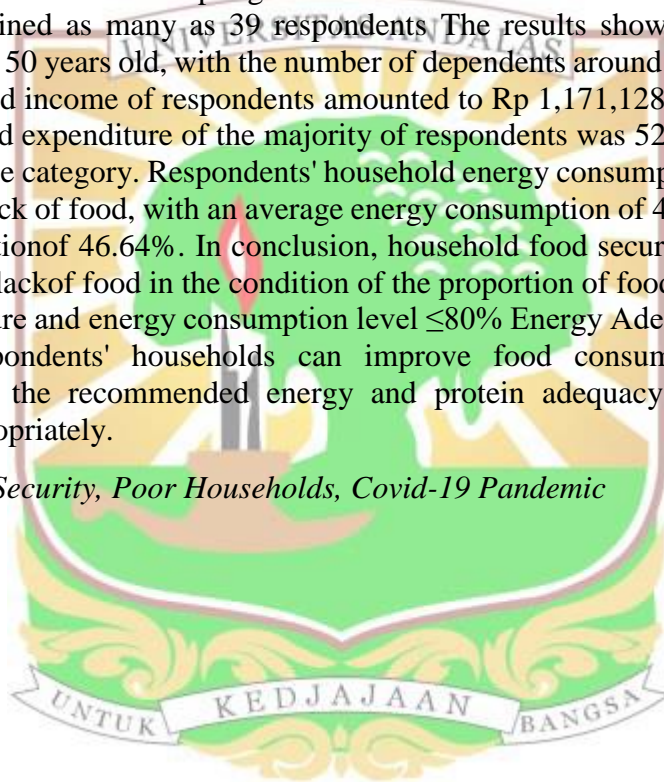 ined as many as 39 respondents The results show
UNIVERSITAS ANDALAS
50 years old, with the number of dependents around
d income of respondents amounted to Rp 1,171,128
d expenditure of the majority of respondents was 52
e category. Respondents' household energy consump
ck of food, with an average energy consumption of 4
tionof 46.64%. In conclusion, household food secur
lackof food in the condition of the proportion of food
re and energy consumption level ≤80% Energy Ade
pondents' households can improve food consum
the recommended energy and protein adequacy
opriately.
Security, Poor Households, Covid-19 Pandemic
UNTUK KEDJAJAAN BANGSA